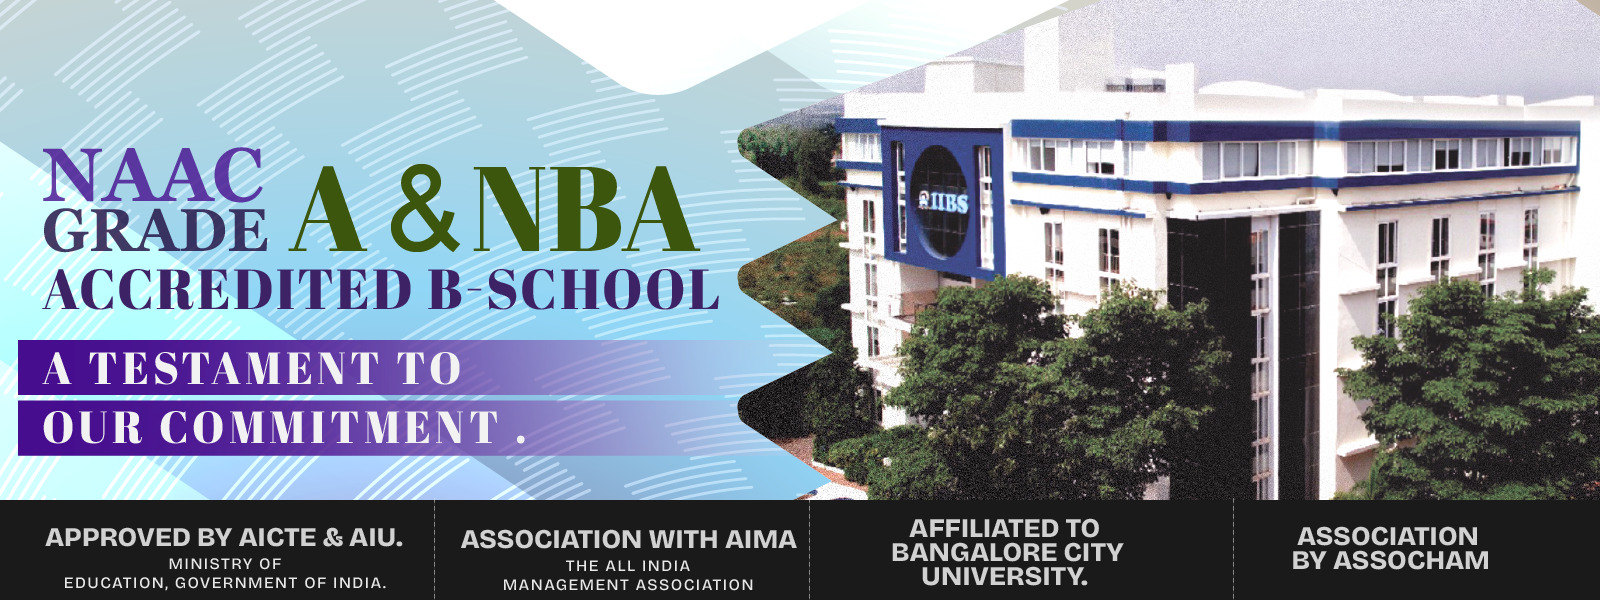 NAAC
GRADE
A & NBA
ACCREDITED B-SCHOOL
A TESTAMENT TO
OUR COMMITMENT .
IIBS
APPROVED BY AICTE & AIU.
MINISTRY OF
EDUCATION, GOVERNMENT OF INDIA.
ASSOCIATION WITH AIMA
THE ALL INDIA
MANAGEMENT ASSOCIATION
AFFILIATED TO
BANGALORE CITY
UNIVERSITY.
ASSOCIATION
BY ASSOCHAM